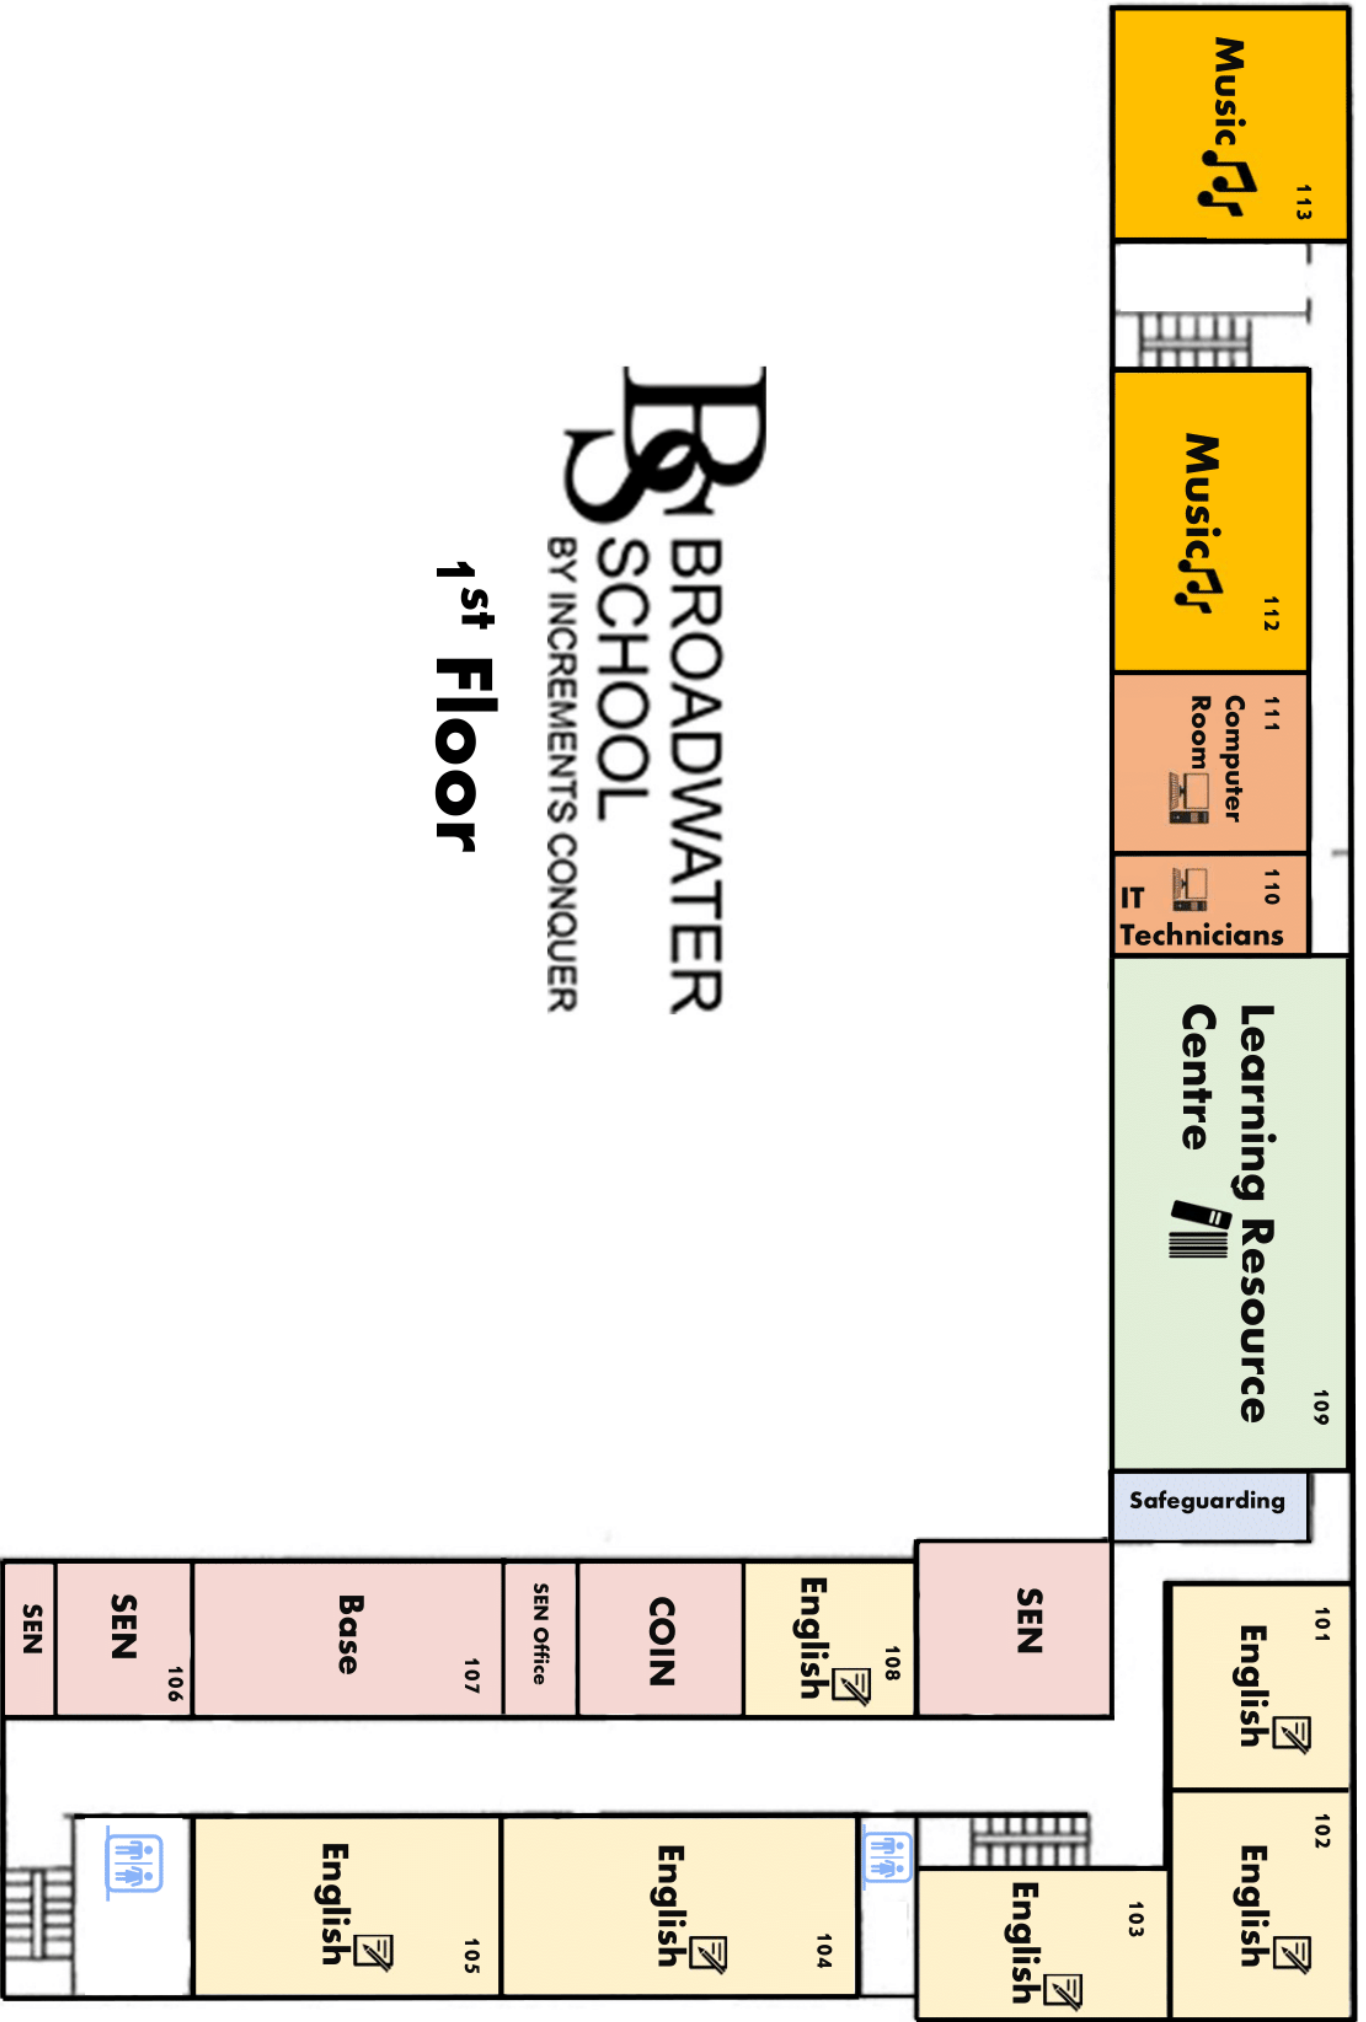 BS
BROADWATER
SCHOOL
BY INCREMENTS CONQUER
1st Floor
Music
113
Music
112
111
Computer
Room
110
IT
Technicians
Learning Resource
Centre
109
Safeguarding
101
English
102
English
103
English
SEN
108
English
COIN
SEN Office
107
Base
106
SEN
SEN
104
English
105
English